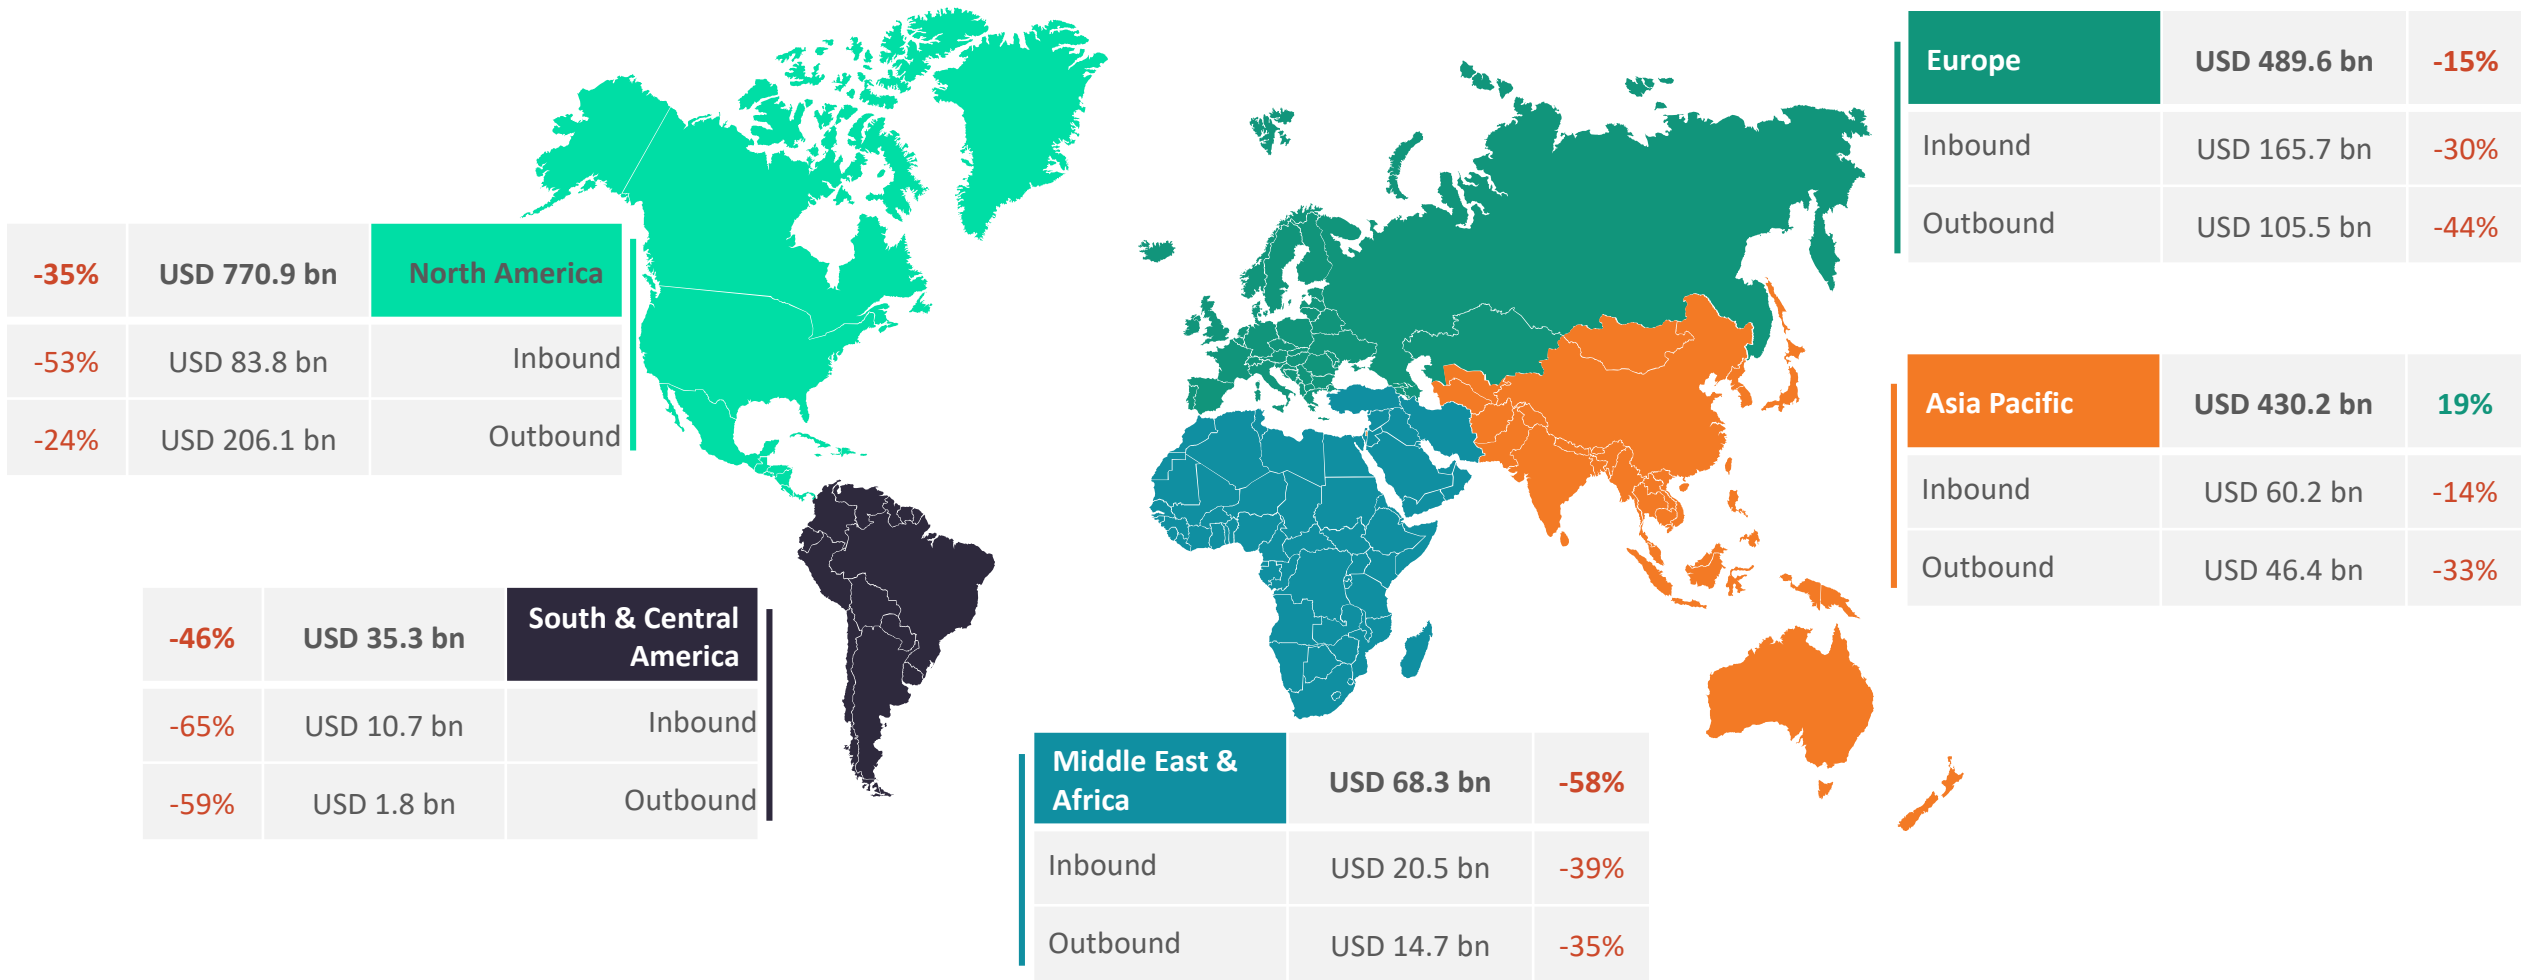 Europe USD 489.6 bn -15%
Inbound USD 165.7 bn -30%
Outbound USD 105.5 bn -44%
-35% USD 770.9 bn North America
-53% USD 83.8 bn Inbound
-24% USD 206.1 bn Outbound
Asia Pacific USD 430.2 bn 19%
Inbound USD 60.2 bn -14%
Outbound USD 46.4 bn -33%
-46% USD 35.3 bn South & Central
America
-65% USD 10.7 bn Inbound
-59% USD 1.8 bn Outbound
Middle East &
Africa USD 68.3 bn -58%
Inbound USD 20.5 bn -39%
Outbound USD 14.7 bn -35%